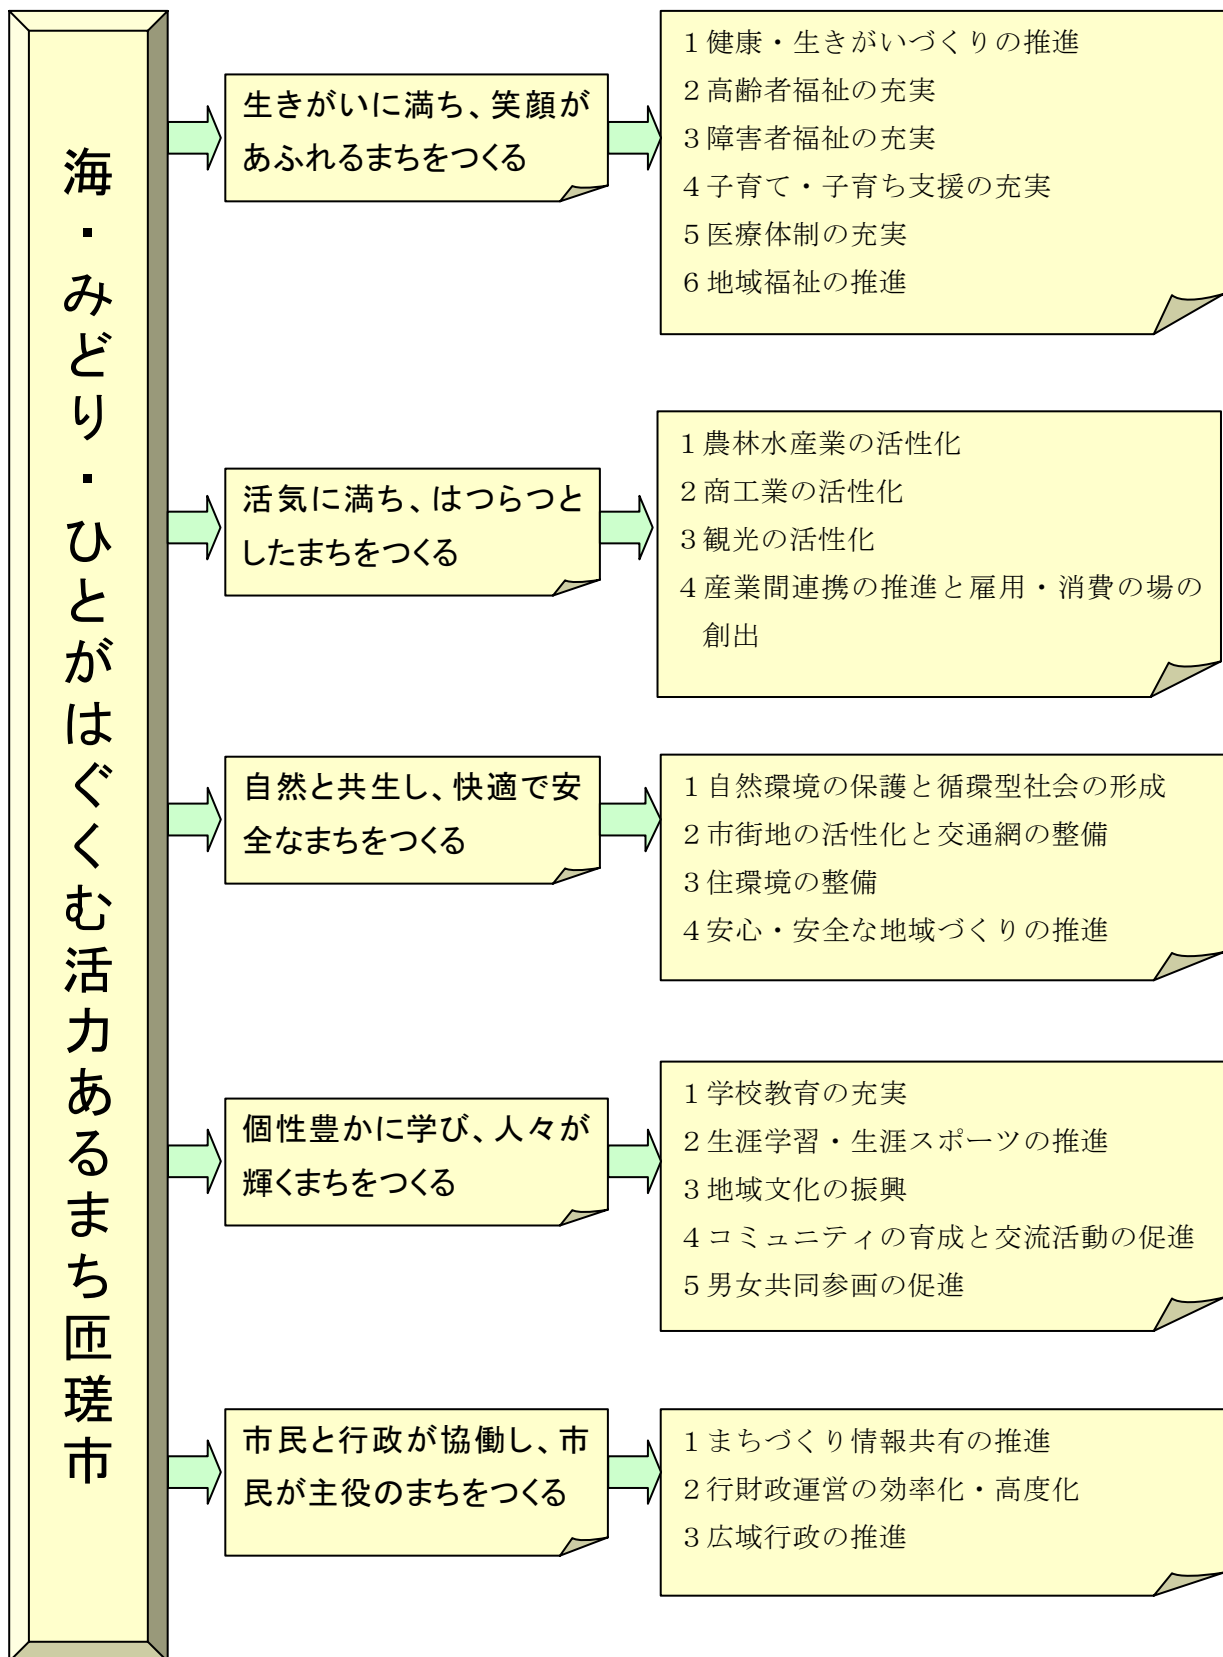 海・みどり・ひとがはぐくむ活力あるまち匝瑳市
生きがいに満ち、笑顔が
あふれるまちをつくる
1健康・生きがいづくりの推進
2高齢者福祉の充実
3障害者福祉の充実
4子育て・子育ち支援の充実
5医療体制の充実
6地域福祉の推進
活気に満ち、はつらつと
したまちをつくる
1農林水産業の活性化
2商工業の活性化
3観光の活性化
4産業間連携の推進と雇用・消費の場の
創出
自然と共生し、快適で安
全なまちをつくる
1自然環境の保護と循環型社会の形成
2市街地の活性化と交通網の整備
3住環境の整備
4安心・安全な地域づくりの推進
個性豊かに学び、人々が
輝くまちをつくる
1学校教育の充実
2生涯学習・生涯スポーツの推進
3地域文化の振興
4コミュニティの育成と交流活動の促進
5男女共同参画の促進
市民と行政が協働し、市
民が主役のまちをつくる
1まちづくり情報共有の推進
2行財政運営の効率化・高度化
3広域行政の推進